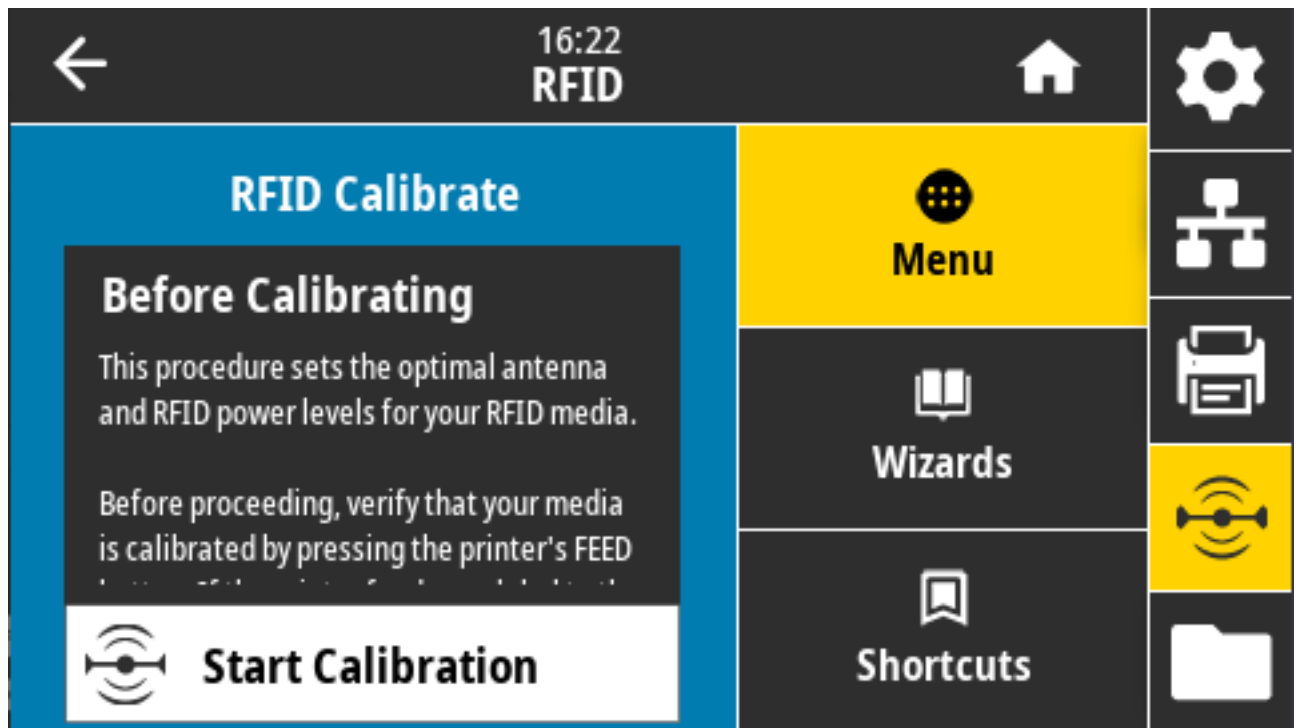 16:22
RFID
RFID Calibrate
Before Calibrating
This procedure sets the optimal antenna
and RFID power levels for your RFID media.
Before proceeding, verify that your media
is calibrated by pressing the printer's FEED
Start Calibration
Menu
Wizards
Shortcuts